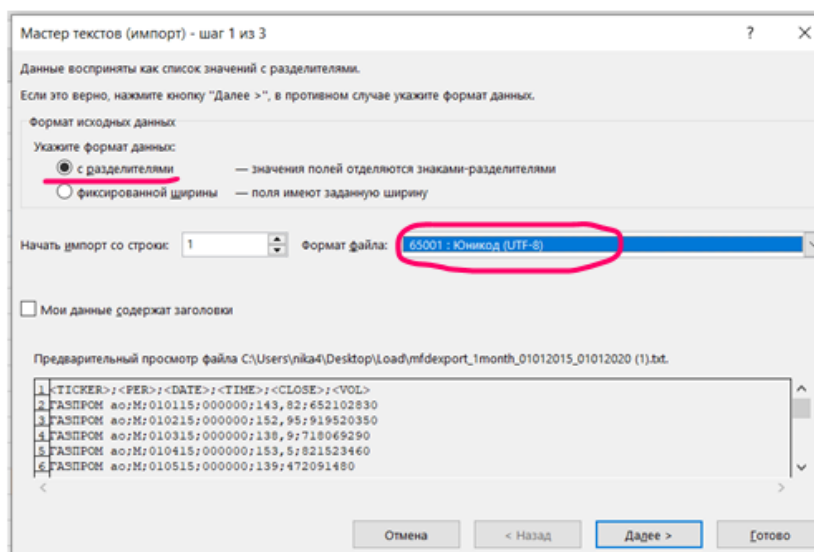 Мастер текстов (импорт) - шаг 1 из 3 ? ×
Данные восприняты как список значений с разделителями.
Если это верно, нажмите кнопку "Далее >", в противном случае укажите формат данных.
Формат исходных данных
Укажите формат данных:
с разделителями — значения полей отделяются знаками-разделителями
фиксированной ширины — поля имеют заданную ширину
Начать импорт со строки: 1 Формат файла: 65001 : Юникод (UTF-8)
Мои данные содержат заголовки
Предварительный просмотр файла C:\Users\nika4\Desktop\Load\mfdexport_1month_01012015_01012020 (1).txt.
1 <TICKER>;<PER>;<DATE>;<TIME>;<CLOSE>;<VOL>
2 ГАЗПРОМ ао;M;010115;000000;143,82;652102830
3 ГАЗПРОМ ао;M;010215;000000;152,95;919520350
4 ГАЗПРОМ ао;M;010315;000000;138,9;718069290
5 ГАЗПРОМ ао;M;010415;000000;153,5;821523460
6 ГАЗПРОМ ао;M;010515;000000;139;472091480
Отмена < Назад Далее > Готово